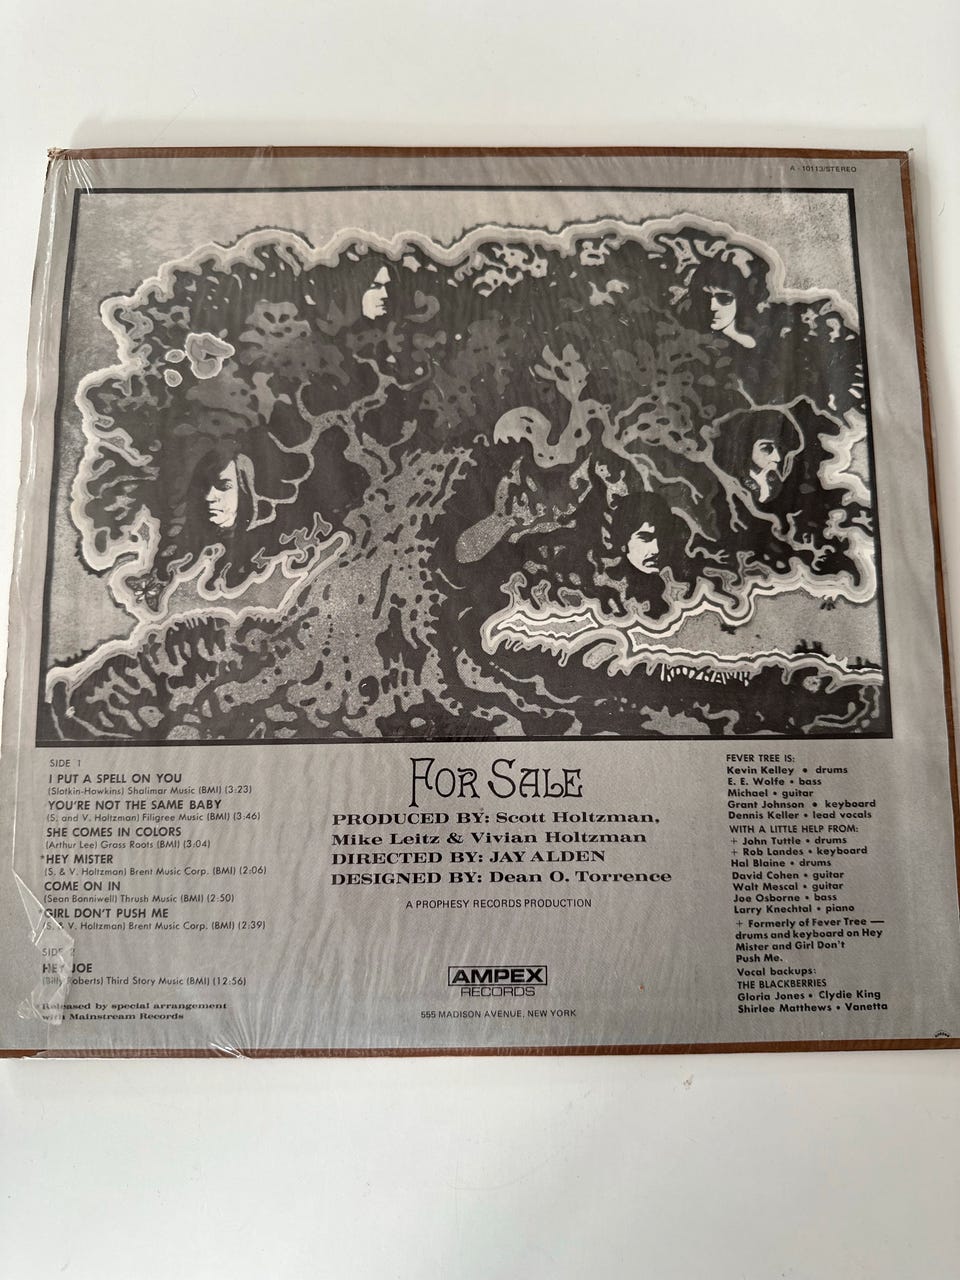 A - 10113/STEREO
SIDE 1
I PUT A SPELL ON YOU
(Slotkin-Hawkins) Shalimar Music (BMI) (3:23)
YOU'RE NOT THE SAME BABY
(S. and V. Holtzman) Filigree Music (BMI) (3:46)
SHE COMES IN COLORS
(Arthur Lee) Grass Roots (BMI) (3:04)
*HEY MISTER
(S. & V. Holtzman) Brent Music Corp. (BMI) (2:06)
COME ON IN
(Sean Bonniwell) Thrush Music (BMI) (2:50)
*GIRL DON'T PUSH ME
(S. & V. Holtzman) Brent Music Corp. (BMI) (2:39)
SIDE 2
HEY JOE
(Billy Roberts) Third Story Music (BMI) (12:56)
*Released by special arrangement
with Mainstream Records
FOR SALE
PRODUCED BY: Scott Holtzman,
Mike Leitz & Vivian Holtzman
DIRECTED BY: JAY ALDEN
DESIGNED BY: Dean O. Torrence
A PROPHESY RECORDS PRODUCTION
AMPEX
RECORDS
555 MADISON AVENUE, NEW YORK
FEVER TREE IS:
Kevin Kelley • drums
E. E. Wolfe • bass
Michael • guitar
Grant Johnson • keyboard
Dennis Keller • lead vocals
WITH A LITTLE HELP FROM:
+ John Tuttle • drums
+ Rob Landes • keyboard
Hal Blaine • drums
David Cohen • guitar
Walt Mescal • guitar
Joe Osborne • bass
Larry Knechtal • piano
+ Formerly of Fever Tree —
drums and keyboard on Hey
Mister and Girl Don't
Push Me.
Vocal backups:
THE BLACKBERRIES
Gloria Jones • Clydie King
Shirlee Matthews • Vanetta